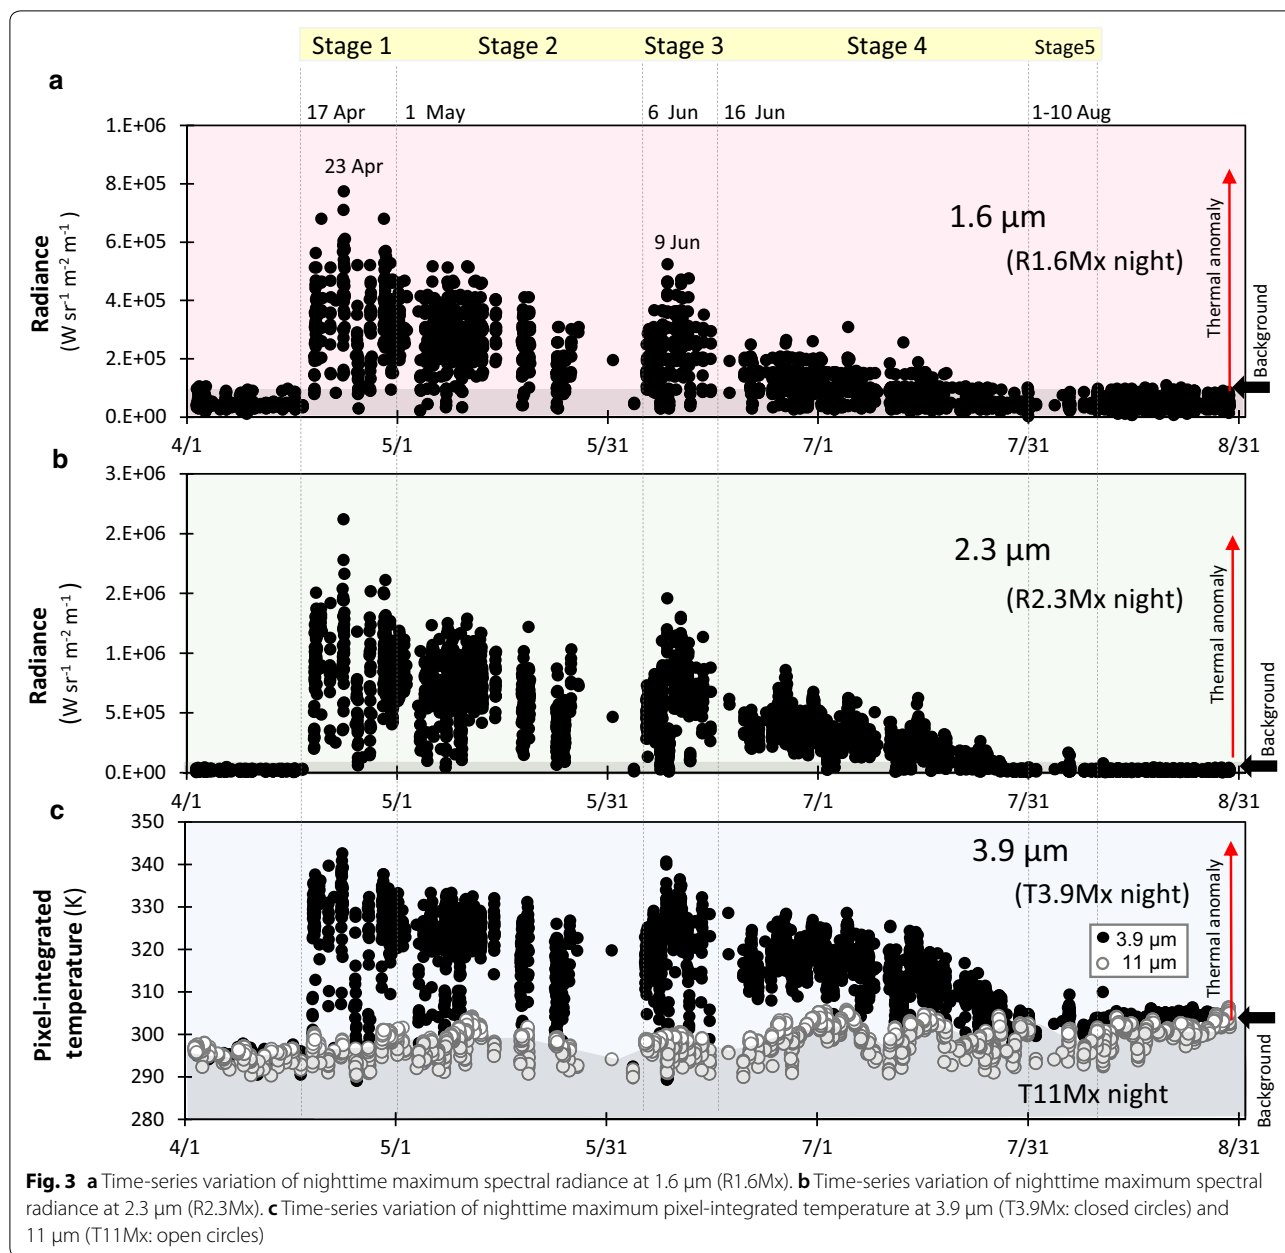 Stage 1 Stage 2 Stage 3 Stage 4 Stage5
a
17 Apr 1 May 6 Jun 16 Jun 1-10 Aug
1.E+06
8.E+05
6.E+05
4.E+05
2.E+05
0.E+00
Radiance
(W sr⁻¹ m⁻² m⁻¹)
23 Apr
9 Jun
1.6 µm
(R1.6Mx night)
Thermal anomaly
Background
4/1 5/1 5/31 7/1 7/31 8/31
b
3.E+06
2.E+06
2.E+06
1.E+06
5.E+05
0.E+00
Radiance
(W sr⁻¹ m⁻² m⁻¹)
2.3 µm
(R2.3Mx night)
Thermal anomaly
Background
4/1 5/1 5/31 7/1 7/31 8/31
c
350
340
330
320
310
300
290
280
Pixel-integrated
temperature (K)
3.9 µm
(T3.9Mx night)
3.9 µm
11 µm
Thermal anomaly
Background
T11Mx night
4/1 5/1 5/31 7/1 7/31 8/31
Fig. 3 a Time-series variation of nighttime maximum spectral radiance at 1.6 µm (R1.6Mx). b Time-series variation of nighttime maximum spectral
radiance at 2.3 µm (R2.3Mx). c Time-series variation of nighttime maximum pixel-integrated temperature at 3.9 µm (T3.9Mx: closed circles) and
11 µm (T11Mx: open circles)